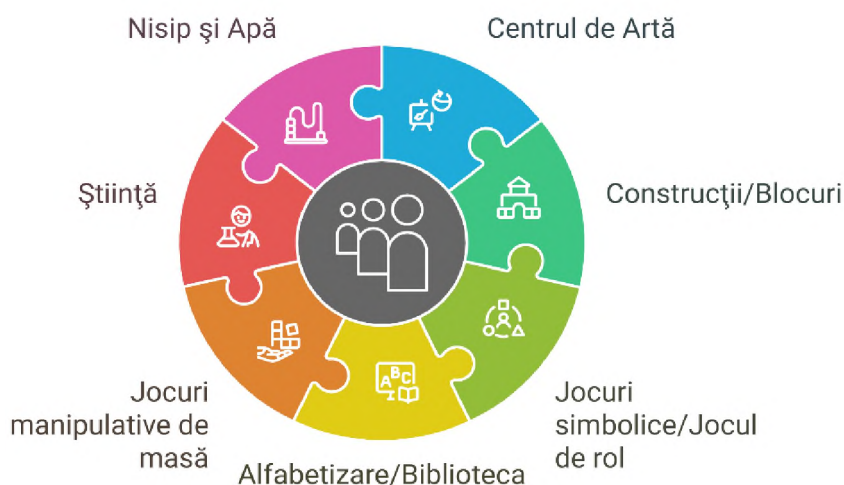 Nisip şi Apă
Centrul de Artă
Ştiinţă
Construcţii/Blocuri
A B C
Jocuri
manipulative de
masă
Jocuri
simbolice/Jocul
de rol
Alfabetizare/Biblioteca